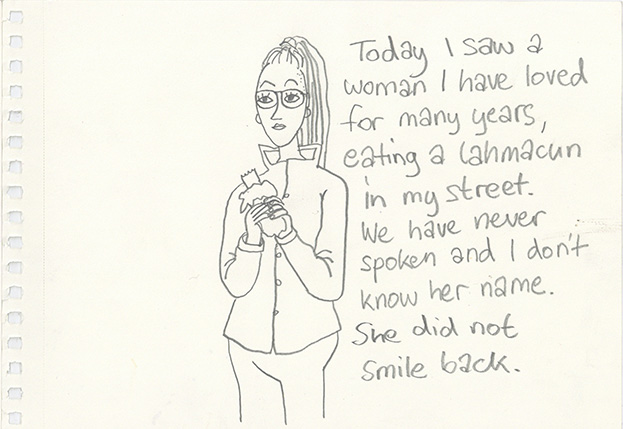 Today I saw a
woman I have loved
for many years,
eating a lahmacun
in my street.
We have never
spoken and I don't
know her name.
She did not
smile back.